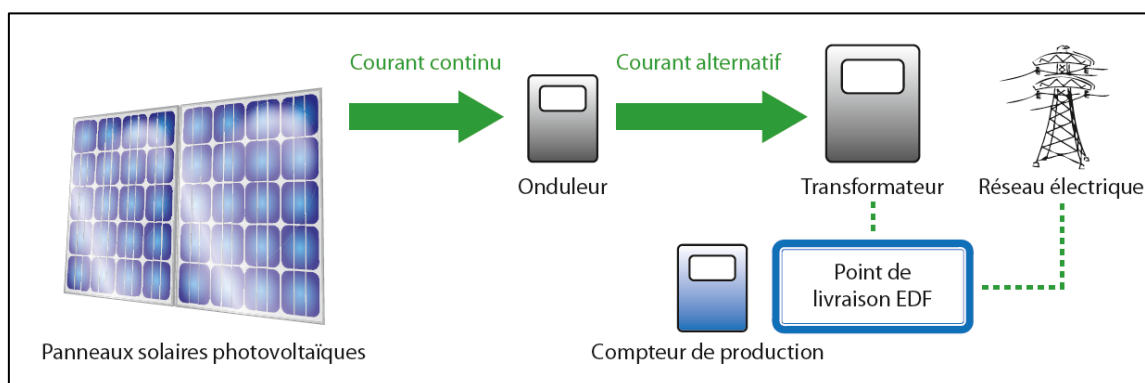 Courant continu
Courant alternatif
Onduleur
Transformateur
Réseau électrique
Point de
livraison EDF
Panneaux solaires photovoltaïques
Compteur de production